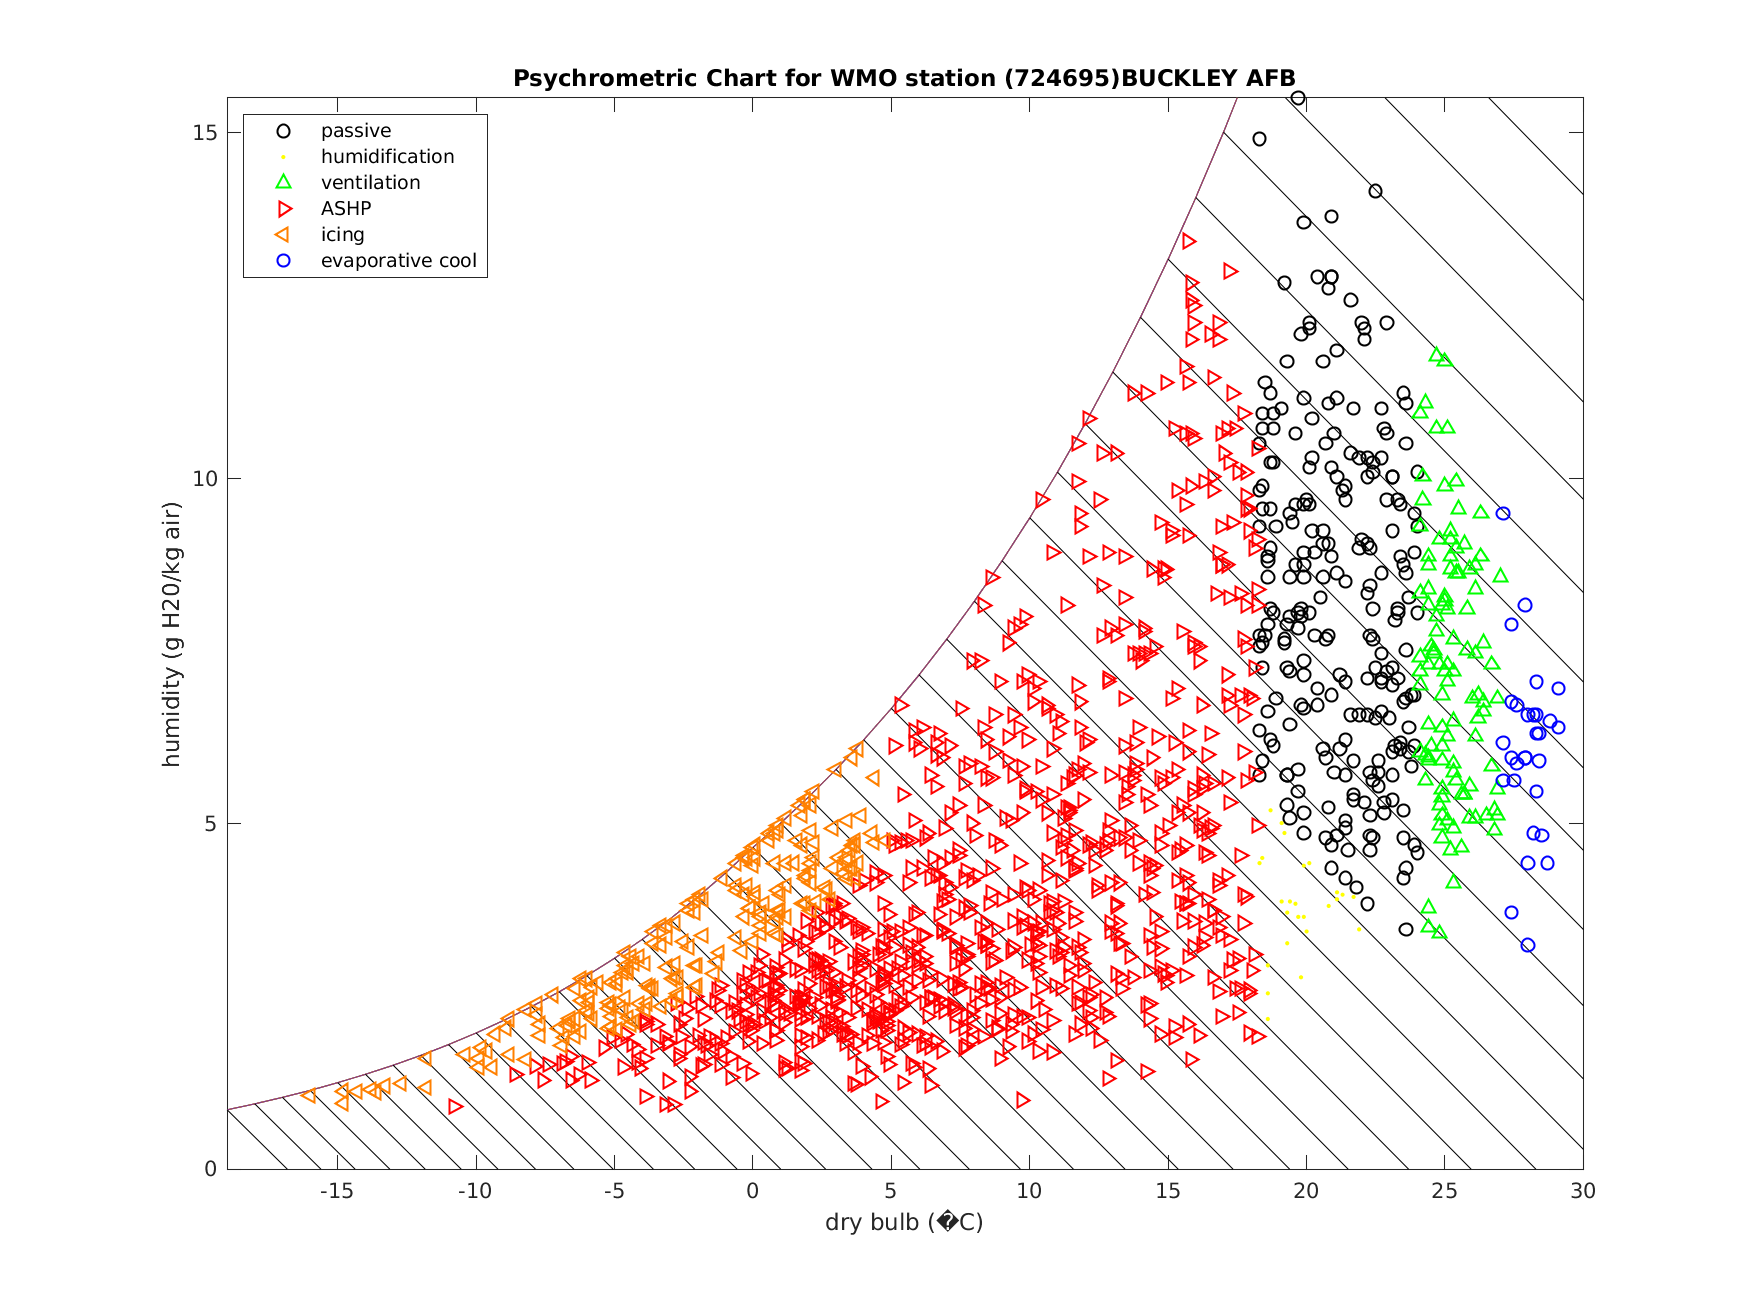 Psychrometric Chart for WMO station (724695)BUCKLEY AFB
passive
humidification
ventilation
ASHP
icing
evaporative cool
humidity (g H20/kg air)
15
10
5
0
-15 -10 -5 0 5 10 15 20 25 30
dry bulb (�C)